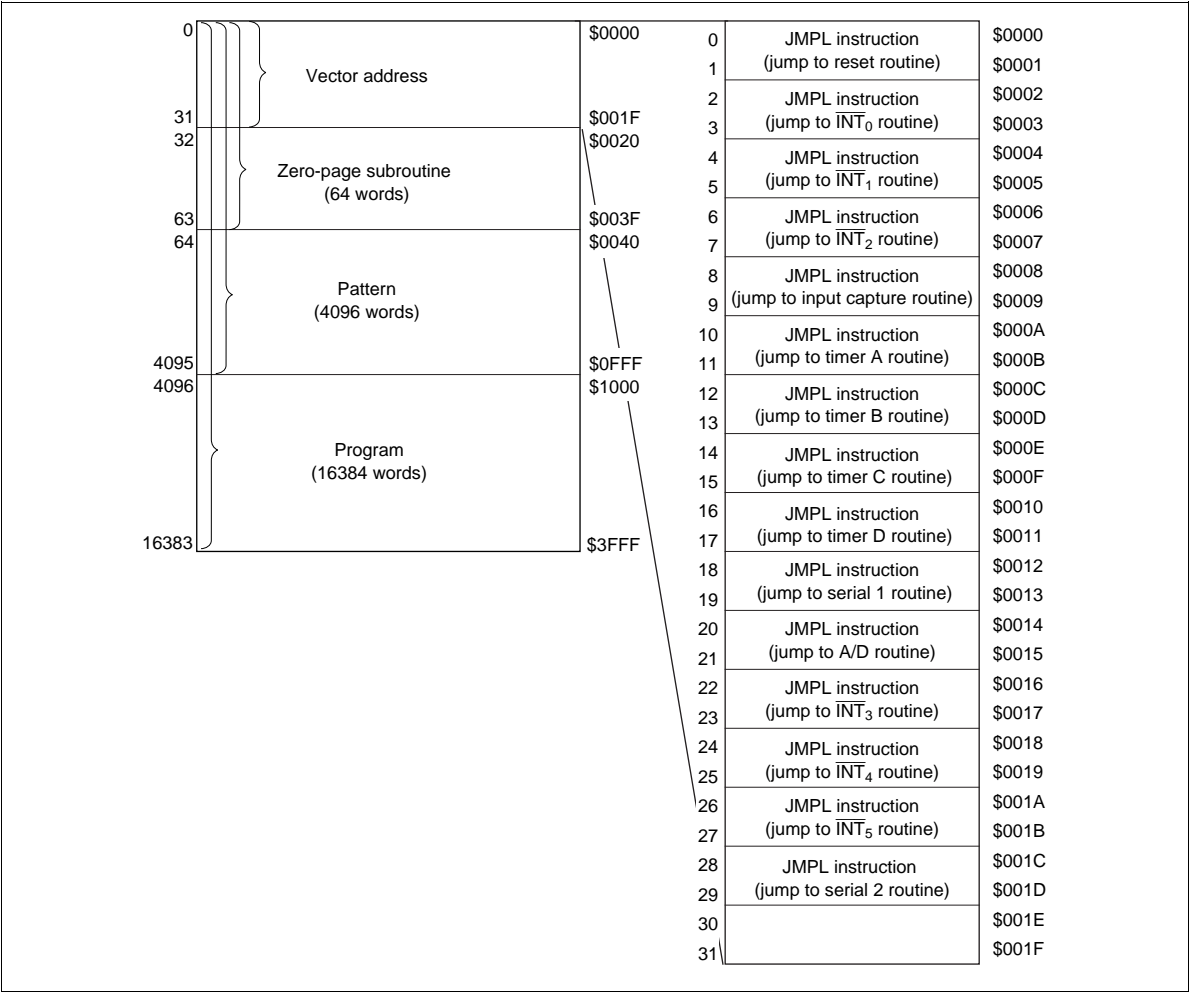 0
$0000
Vector address
31
$001F
32
$0020
Zero-page subroutine
(64 words)
63
$003F
64
$0040
Pattern
(4096 words)
4095
$0FFF
4096
$1000
Program
(16384 words)
16383
$3FFF
0 JMPL instruction $0000
1 (jump to reset routine) $0001
2 JMPL instruction $0002
3 (jump to I̅N̅T̅₀ routine) $0003
4 JMPL instruction $0004
5 (jump to I̅N̅T̅₁ routine) $0005
6 JMPL instruction $0006
7 (jump to I̅N̅T̅₂ routine) $0007
8 JMPL instruction $0008
9 (jump to input capture routine) $0009
10 JMPL instruction $000A
11 (jump to timer A routine) $000B
12 JMPL instruction $000C
13 (jump to timer B routine) $000D
14 JMPL instruction $000E
15 (jump to timer C routine) $000F
16 JMPL instruction $0010
17 (jump to timer D routine) $0011
18 JMPL instruction $0012
19 (jump to serial 1 routine) $0013
20 JMPL instruction $0014
21 (jump to A/D routine) $0015
22 JMPL instruction $0016
23 (jump to I̅N̅T̅₃ routine) $0017
24 JMPL instruction $0018
25 (jump to I̅N̅T̅₄ routine) $0019
26 JMPL instruction $001A
27 (jump to I̅N̅T̅₅ routine) $001B
28 JMPL instruction $001C
29 (jump to serial 2 routine) $001D
30 $001E
31 $001F